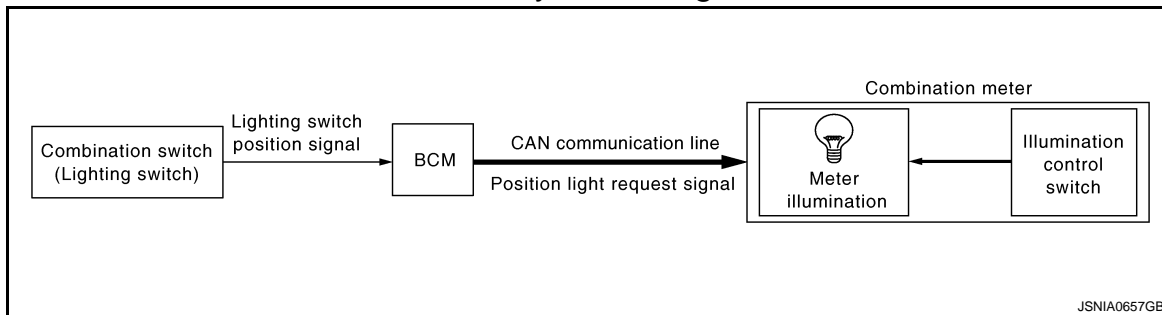 Combination meter
Combination switch
(Lighting switch)
Lighting switch
position signal
BCM
CAN communication line
Position light request signal
Meter
illumination
Illumination
control
switch
JSNIA0657GB